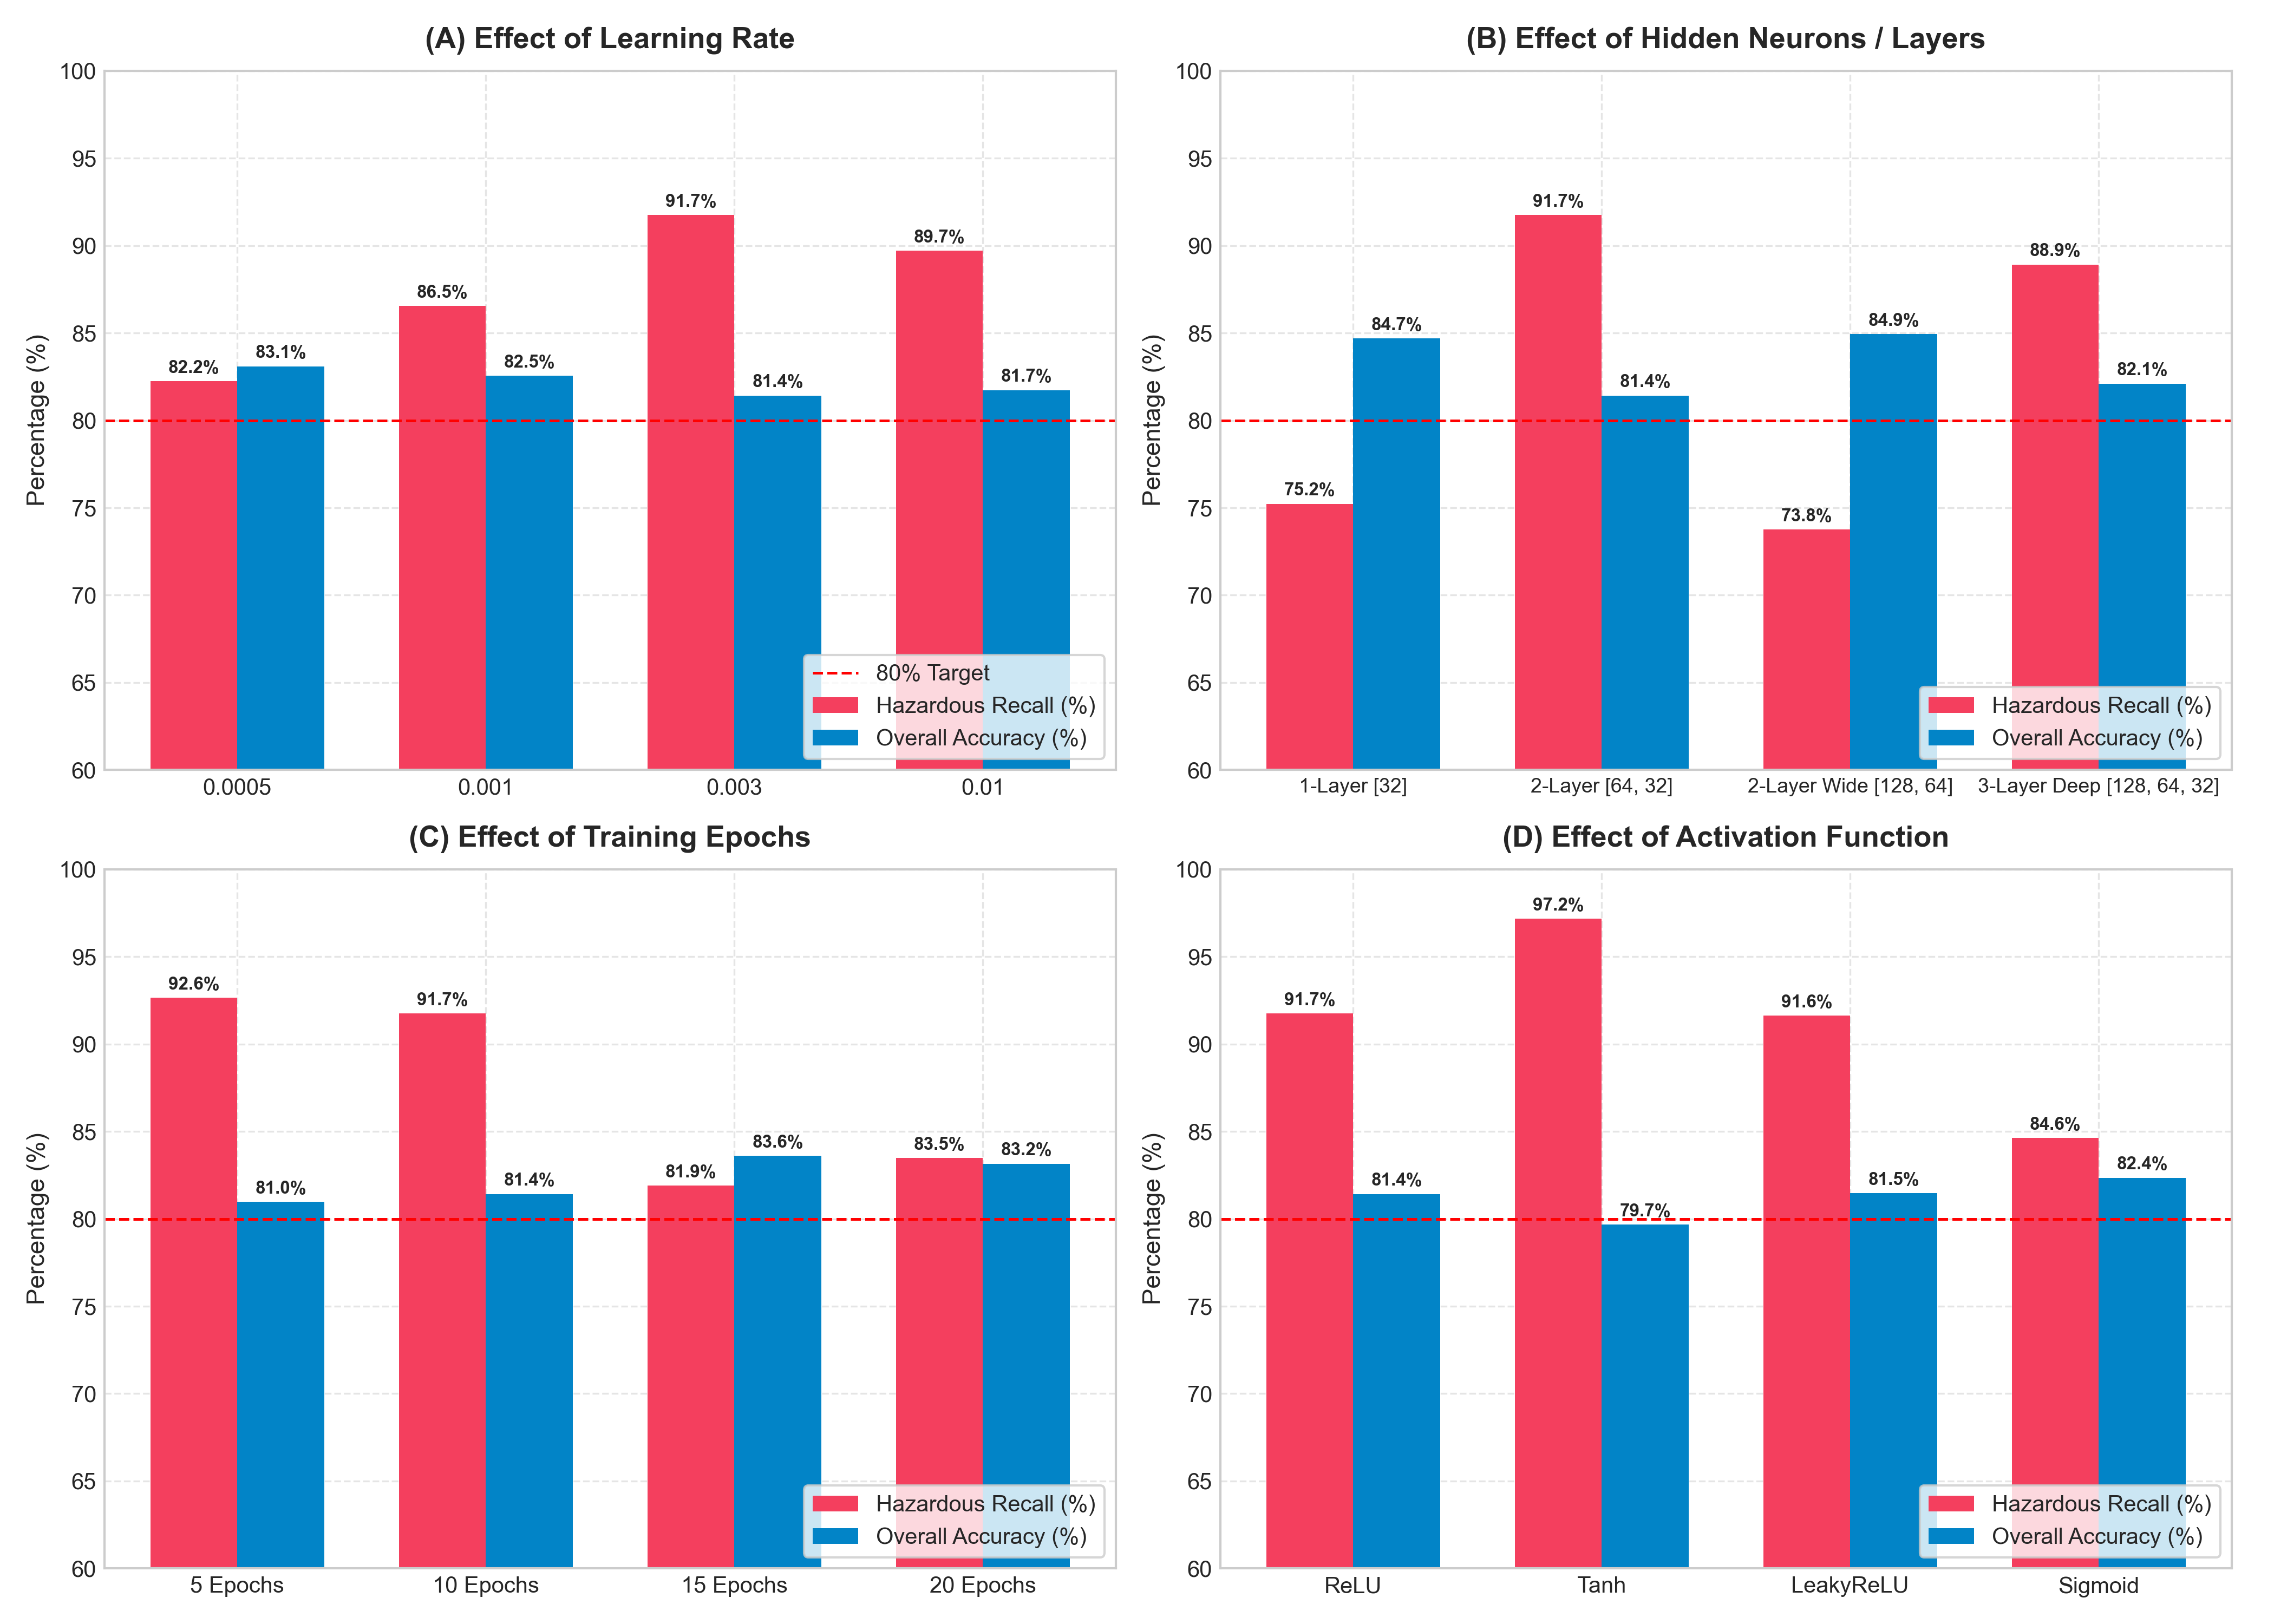 (A) Effect of Learning Rate
Percentage (%)
100
95
90
85
80
75
70
65
60
82.2%
83.1%
86.5%
82.5%
91.7%
81.4%
89.7%
81.7%
80% Target
Hazardous Recall (%)
Overall Accuracy (%)
0.0005
0.001
0.003
0.01
(B) Effect of Hidden Neurons / Layers
Percentage (%)
100
95
90
85
80
75
70
65
60
75.2%
84.7%
91.7%
81.4%
73.8%
84.9%
88.9%
82.1%
Hazardous Recall (%)
Overall Accuracy (%)
1-Layer [32]
2-Layer [64, 32]
2-Layer Wide [128, 64]
3-Layer Deep [128, 64, 32]
(C) Effect of Training Epochs
Percentage (%)
100
95
90
85
80
75
70
65
60
92.6%
81.0%
91.7%
81.4%
81.9%
83.6%
83.5%
83.2%
Hazardous Recall (%)
Overall Accuracy (%)
5 Epochs
10 Epochs
15 Epochs
20 Epochs
(D) Effect of Activation Function
Percentage (%)
100
95
90
85
80
75
70
65
60
91.7%
81.4%
97.2%
79.7%
91.6%
81.5%
84.6%
82.4%
Hazardous Recall (%)
Overall Accuracy (%)
ReLU
Tanh
LeakyReLU
Sigmoid